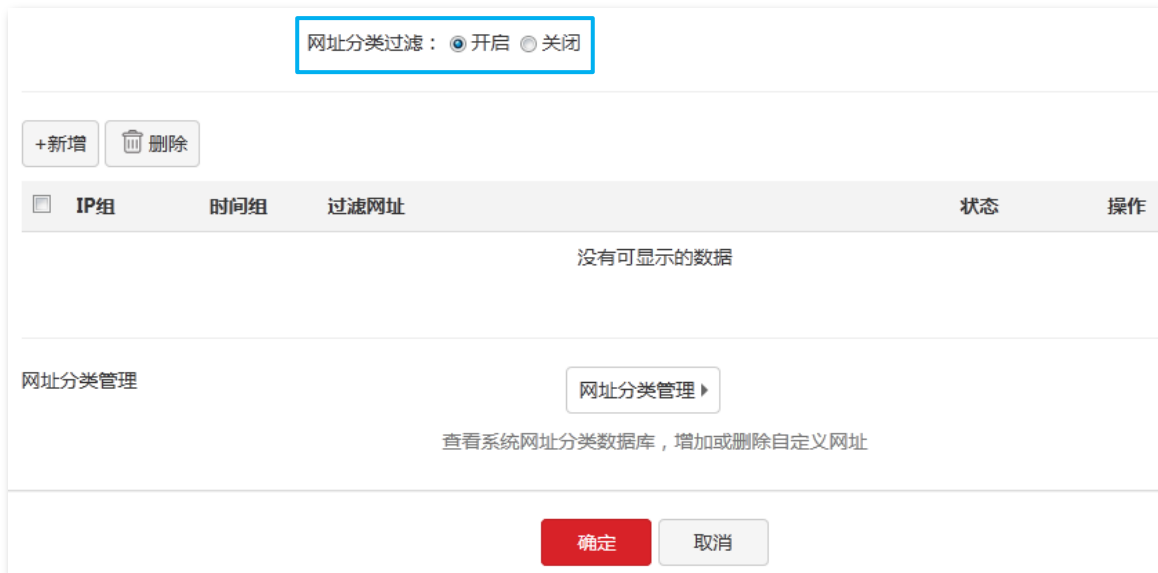 网址分类过滤： 开启 关闭
+新增 删除
IP组 时间组 过滤网址 状态 操作
没有可显示的数据
网址分类管理 网址分类管理
查看系统网址分类数据库，增加或删除自定义网址
确定 取消